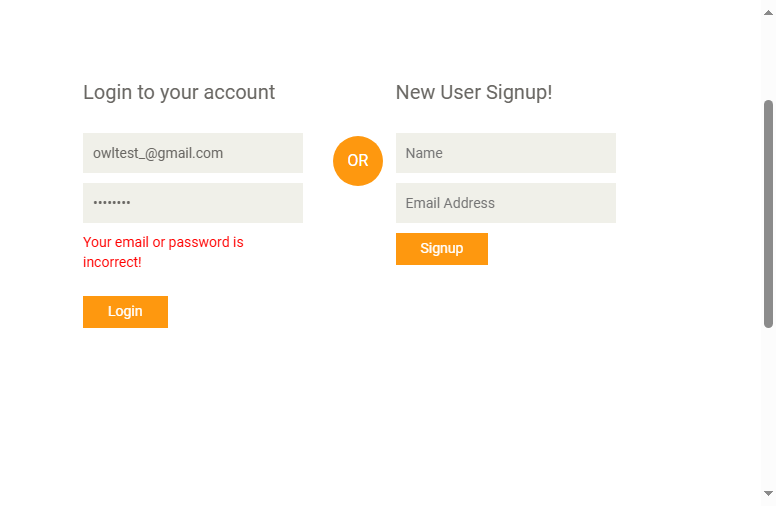 Login to your account
owltest_@gmail.com
••••••••
Your email or password is
incorrect!
Login
OR
New User Signup!
Name
Email Address
Signup